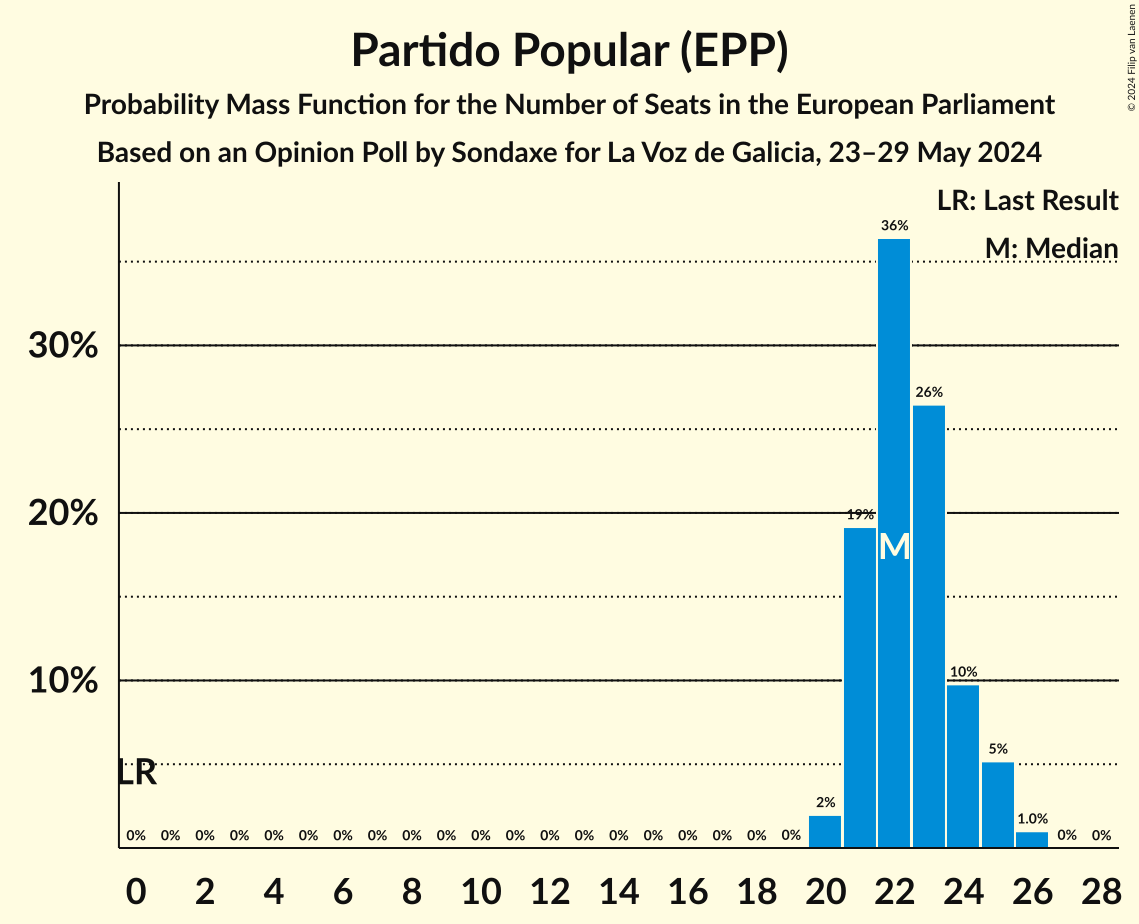 Partido Popular (EPP)
Probability Mass Function for the Number of Seats in the European Parliament
Based on an Opinion Poll by Sondaxe for La Voz de Galicia, 23–29 May 2024
© 2024 Filip van Laenen
LR: Last Result
M: Median
30%
20%
10%
36%
26%
19%
M
10%
5%
2%
1.0%
LR
0% 0% 0% 0% 0% 0% 0% 0% 0% 0% 0% 0% 0% 0% 0% 0% 0% 0% 0% 0% 0% 0%
0 2 4 6 8 10 12 14 16 18 20 22 24 26 28